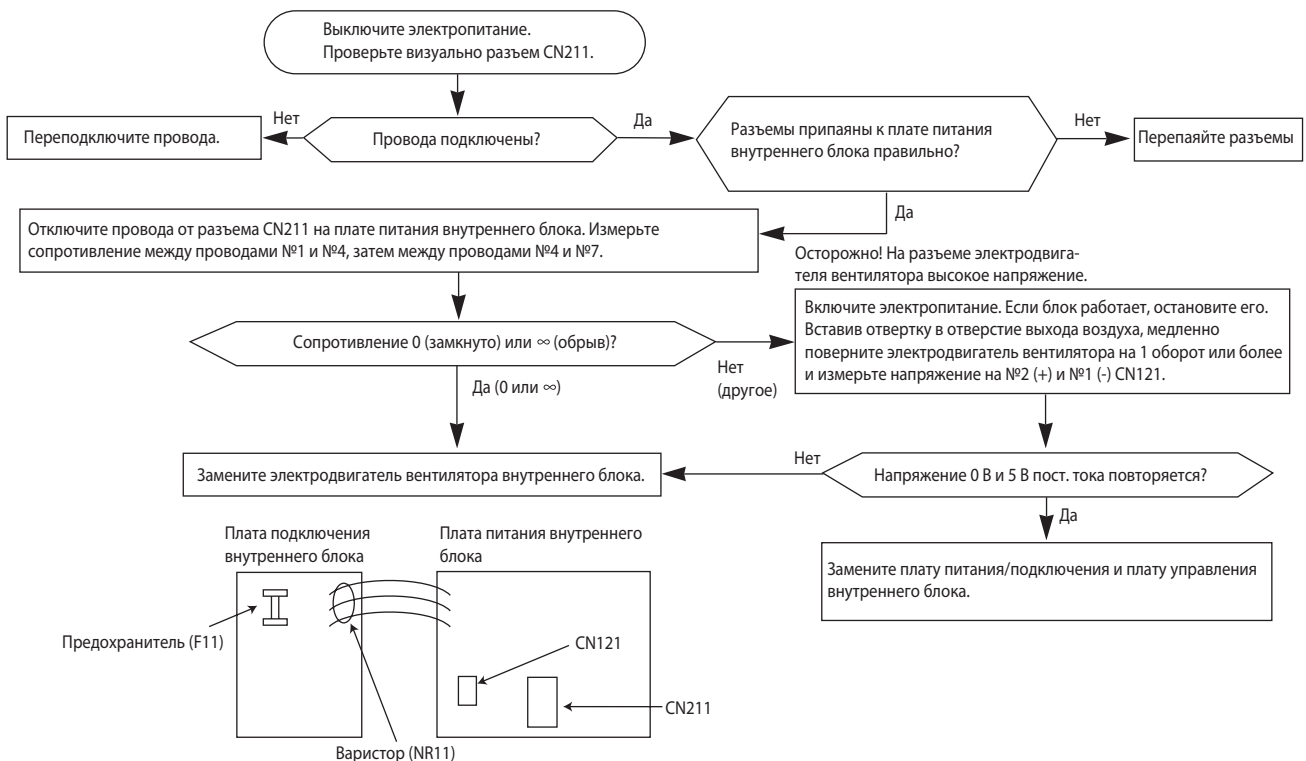 Выключите электропитание.
Проверьте визуально разъем CN211.
Нет
Переподключите провода.
Провода подключены?
Да
Разъемы припаяны к плате питания
внутреннего блока правильно?
Нет
Перепаяйте разъемы
Да
Отключите провода от разъема CN211 на плате питания внутреннего блока. Измерьте
сопротивление между проводами №1 и №4, затем между проводами №4 и №7.
Осторожно! На разъеме электродвига-
теля вентилятора высокое напряжение.
Включите электропитание. Если блок работает, остановите его.
Вставив отвертку в отверстие выхода воздуха, медленно
поверните электродвигатель вентилятора на 1 оборот или более
и измерьте напряжение на №2 (+) и №1 (-) CN121.
Сопротивление 0 (замкнуто) или ∞ (обрыв)?
Нет
(другое)
Да (0 или ∞)
Замените электродвигатель вентилятора внутреннего блока.
Нет
Напряжение 0 В и 5 В пост. тока повторяется?
Да
Замените плату питания/подключения и плату управления
внутреннего блока.
Плата подключения
внутреннего блока
Плата питания внутреннего
блока
Предохранитель (F11)
CN121
CN211
Варистор (NR11)